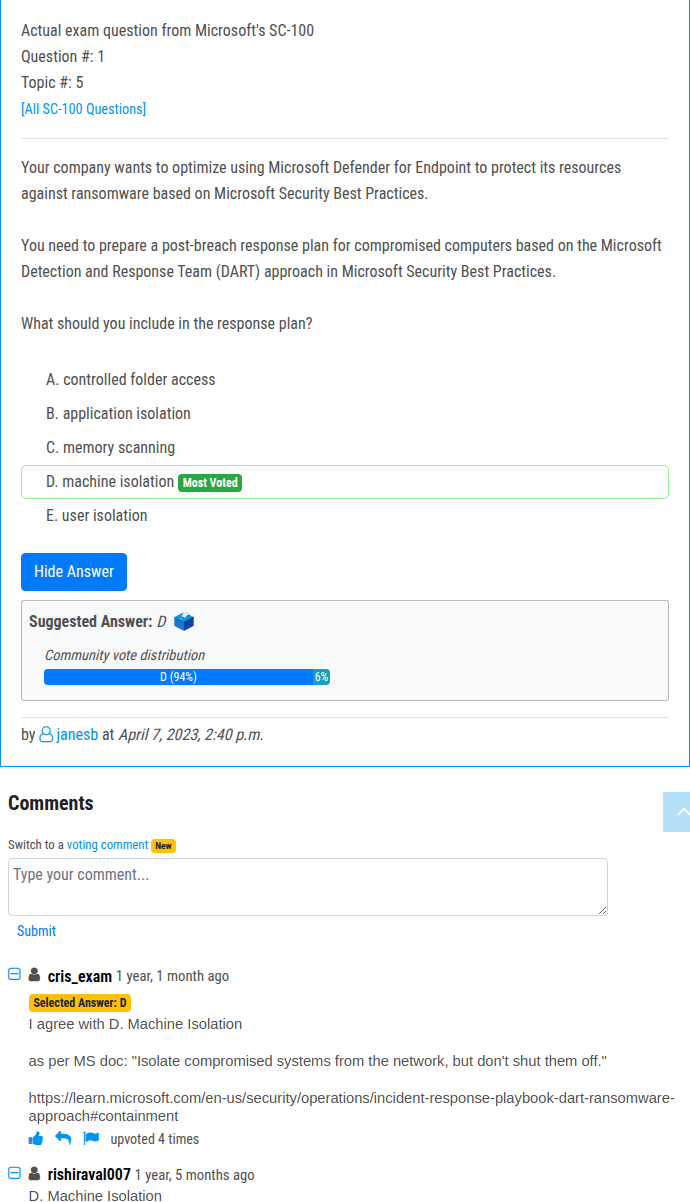 Actual exam question from Microsoft's SC-100
Question #: 1
Topic #: 5
[All SC-100 Questions]
Your company wants to optimize using Microsoft Defender for Endpoint to protect its resources
against ransomware based on Microsoft Security Best Practices.
You need to prepare a post-breach response plan for compromised computers based on the Microsoft
Detection and Response Team (DART) approach in Microsoft Security Best Practices.
What should you include in the response plan?
A. controlled folder access
B. application isolation
C. memory scanning
D. machine isolation Most Voted
E. user isolation
Hide Answer
Suggested Answer: D
Community vote distribution
D (94%) 6%
by janesb at April 7, 2023, 2:40 p.m.
Comments
Switch to a voting comment New
Type your comment...
Submit
cris_exam 1 year, 1 month ago
Selected Answer: D
I agree with D. Machine Isolation
as per MS doc: "Isolate compromised systems from the network, but don't shut them off."
https://learn.microsoft.com/en-us/security/operations/incident-response-playbook-dart-ransomware-
approach#containment
upvoted 4 times
rishiraval007 1 year, 5 months ago
D. Machine Isolation